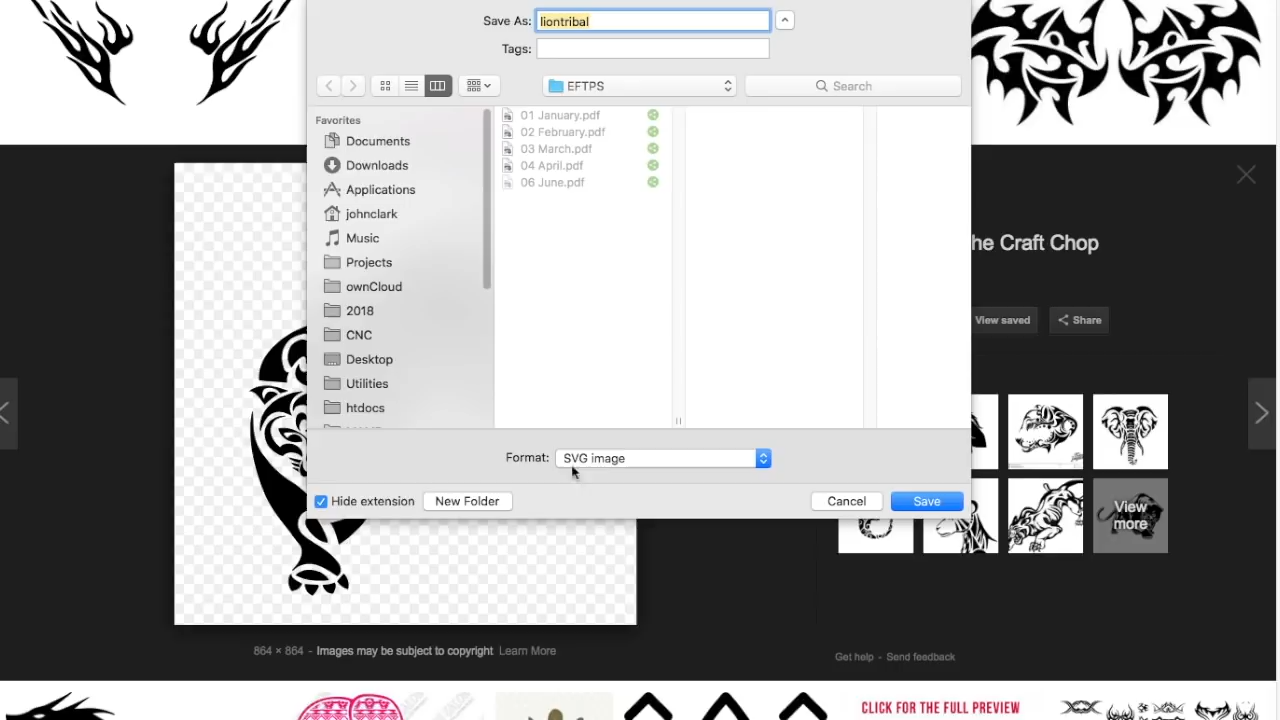 Save As: liontribal
Tags:
EFTPS
Search
Favorites
Documents
Downloads
Applications
johnclark
Music
Projects
ownCloud
2018
CNC
Desktop
Utilities
htdocs
01 January.pdf
02 February.pdf
03 March.pdf
04 April.pdf
06 June.pdf
Format: SVG image
Hide extension
New Folder
Cancel
Save
he Craft Chop
View saved
Share
View
more
864 × 864 - Images may be subject to copyright Learn More
Get help - Send feedback
CLICK FOR THE FULL PREVIEW